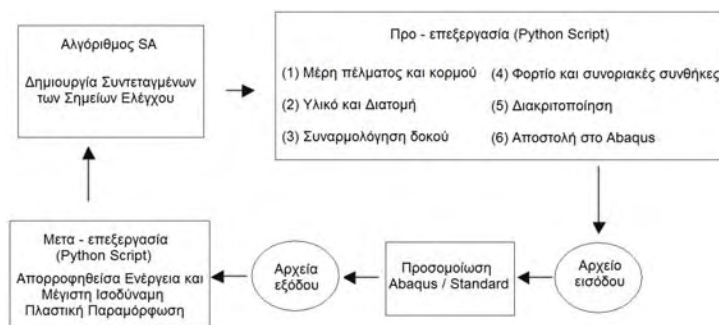 Αλγόριθμος SA
Δημιουργία Συντεταγμένων
των Σημείων Ελέγχου
Προ - επεξεργασία (Python Script)
(1) Μέρη πέλματος και κορμού
(2) Υλικό και Διατομή
(3) Συναρμολόγηση δοκού
(4) Φορτίο και συνοριακές συνθήκες
(5) Διακριτοποίηση
(6) Αποστολή στο Abaqus
Αρχείο
εισόδου
Προσομοίωση
Abaqus / Standard
Αρχεία
εξόδου
Μετα - επεξεργασία
(Python Script)
Απορροφηθείσα Ενέργεια και
Μέγιστη Ισοδύναμη
Πλαστική Παραμόρφωση